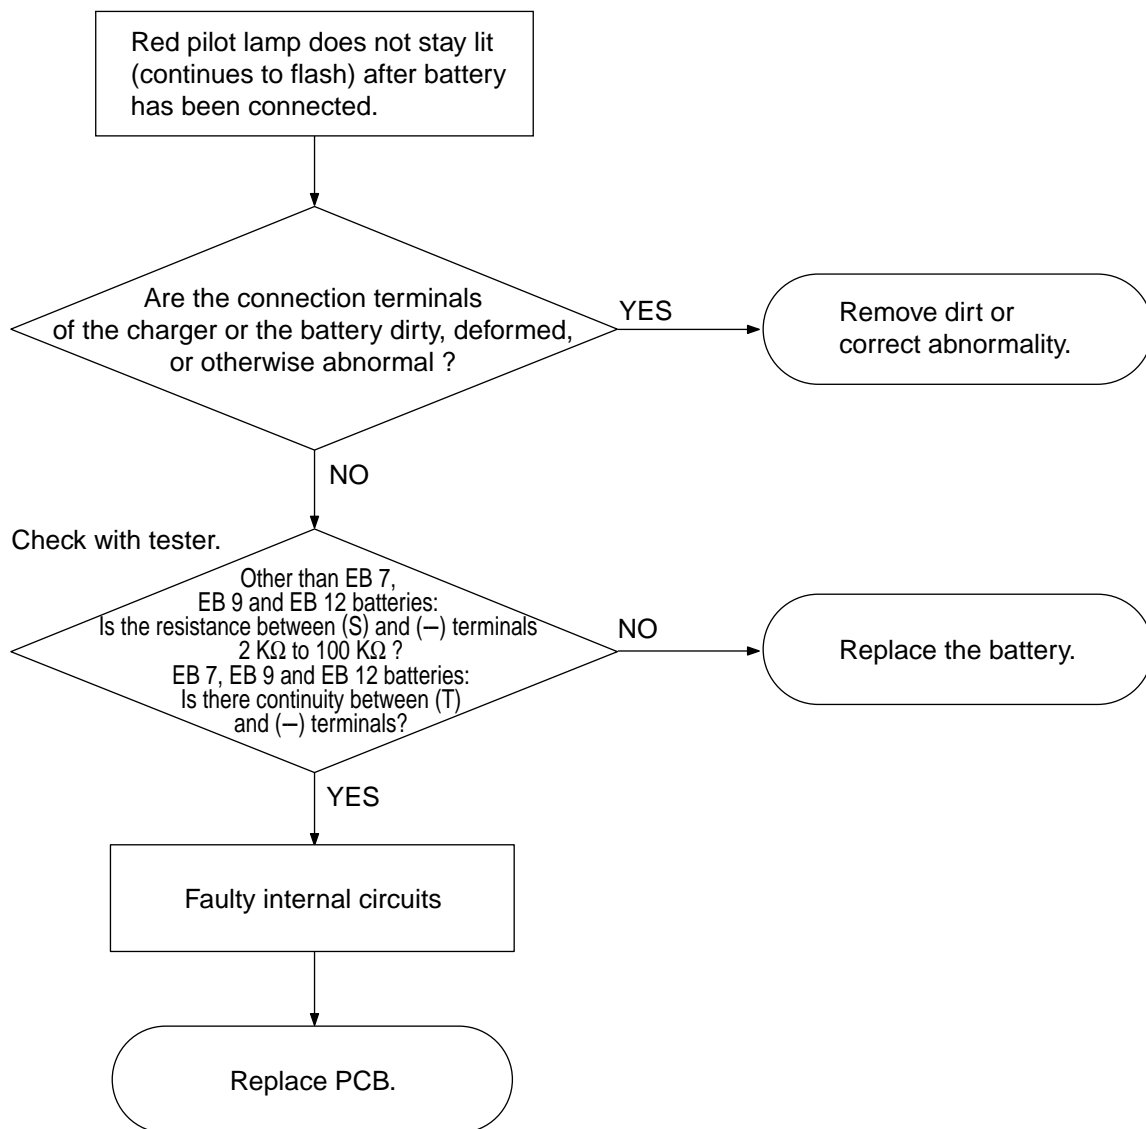 Red pilot lamp does not stay lit
(continues to flash) after battery
has been connected.
Are the connection terminals
of the charger or the battery dirty, deformed,
or otherwise abnormal ?
YES
Remove dirt or
correct abnormality.
NO
Check with tester.
Other than EB 7,
EB 9 and EB 12 batteries:
Is the resistance between (S) and (–) terminals
2 KΩ to 100 KΩ ?
EB 7, EB 9 and EB 12 batteries:
Is there continuity between (T)
and (–) terminals?
NO
Replace the battery.
YES
Faulty internal circuits
Replace PCB.